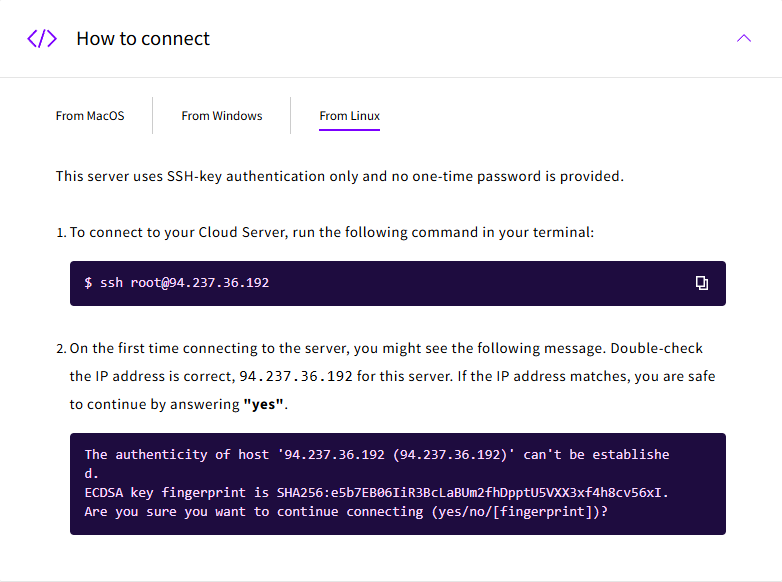 </> How to connect
From MacOS
From Windows
From Linux
This server uses SSH-key authentication only and no one-time password is provided.
1. To connect to your Cloud Server, run the following command in your terminal:
$ ssh root@94.237.36.192
2. On the first time connecting to the server, you might see the following message. Double-check
the IP address is correct, 94.237.36.192 for this server. If the IP address matches, you are safe
to continue by answering "yes".
The authenticity of host '94.237.36.192 (94.237.36.192)' can't be establishe
d.
ECDSA key fingerprint is SHA256:e5b7EB06IiR3BcLaBUm2fhDpptU5VXX3xf4h8cv56xI.
Are you sure you want to continue connecting (yes/no/[fingerprint])?